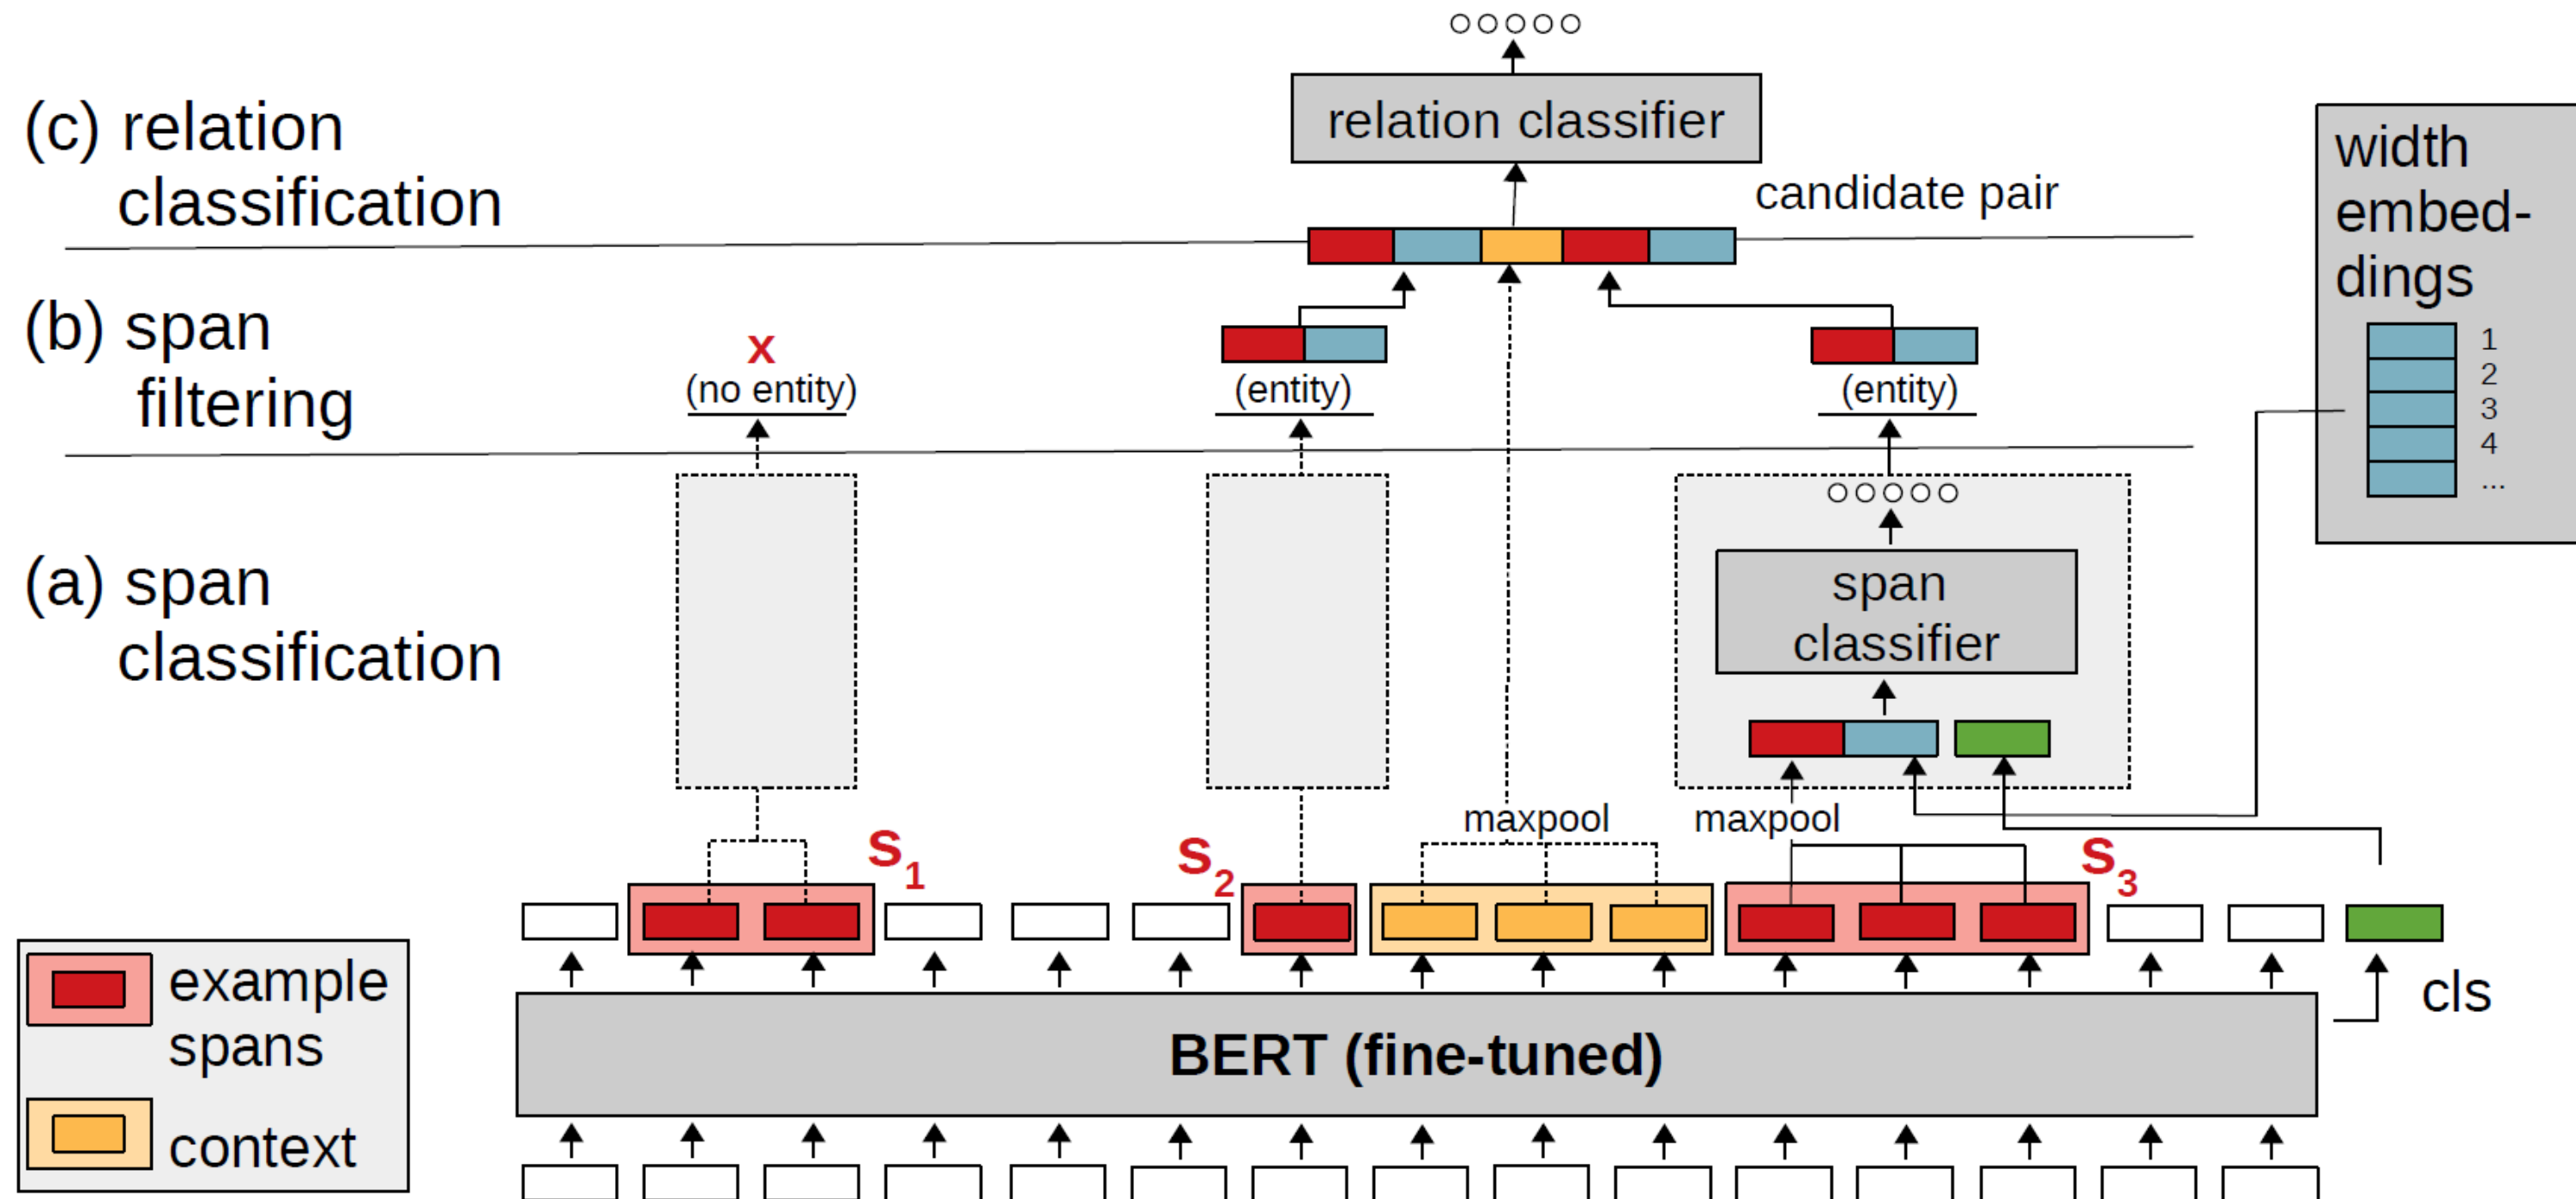 (c) relation
classification
relation classifier
candidate pair
width
embed-
dings
1
2
3
4
...
(b) span
filtering
x
(no entity)
(entity)
(entity)
(a) span
classification
span
classifier
maxpool
maxpool
S1
S2
S3
example
spans
context
BERT (fine-tuned)
cls